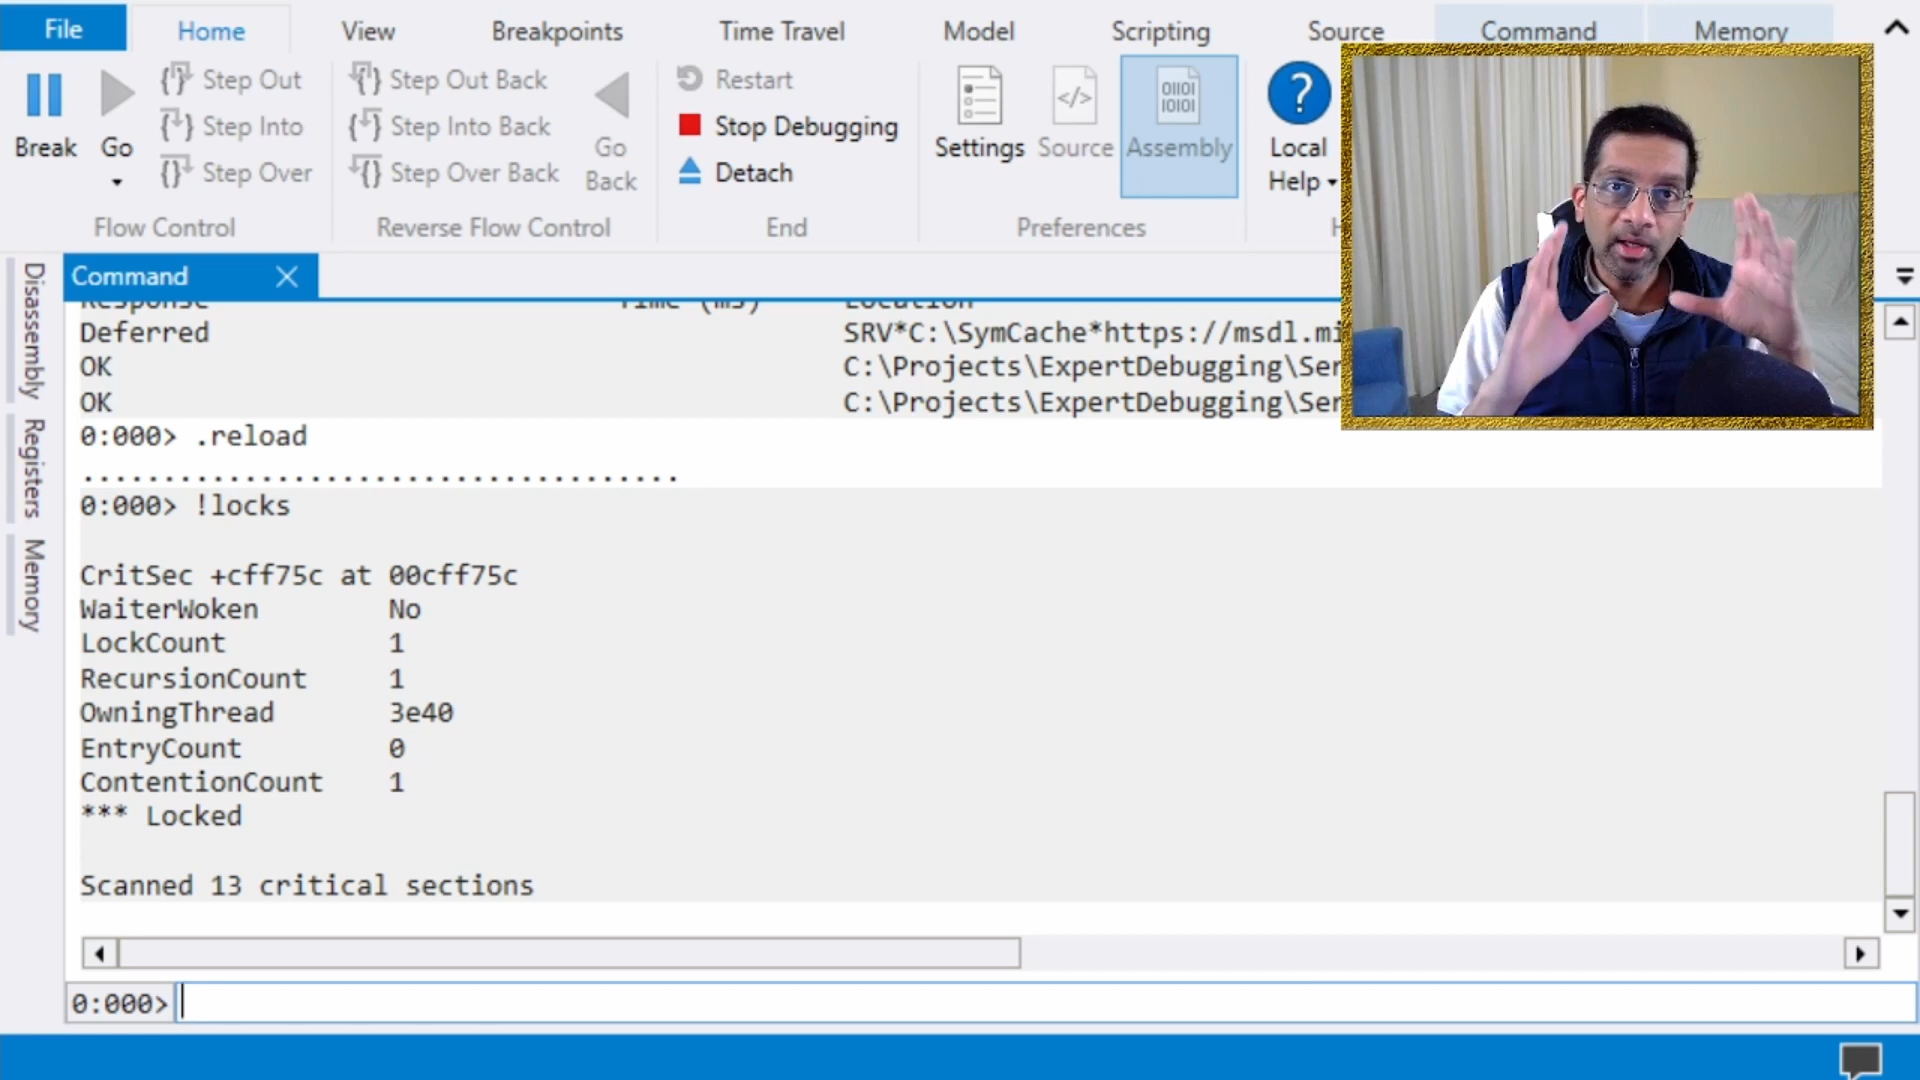 File Home View Breakpoints Time Travel Model Scripting Source Command Memory
Break
Go
Step Out
Step Into
Step Over
Step Out Back
Step Into Back
Step Over Back
Go
Back
Restart
Stop Debugging
Detach
Settings
Source
Assembly
Local
Help
Flow Control
Reverse Flow Control
End
Preferences
H
Disassembly
Registers
Memory
Command
Response Time (ms) Location
Deferred SRV*C:\SymCache*https://msdl.mi
OK C:\Projects\ExpertDebugging\Ser
OK C:\Projects\ExpertDebugging\Ser
0:000> .reload
.....................................
0:000> !locks
CritSec +cff75c at 00cff75c
WaiterWoken No
LockCount 1
RecursionCount 1
OwningThread 3e40
EntryCount 0
ContentionCount 1
*** Locked
Scanned 13 critical sections
0:000>